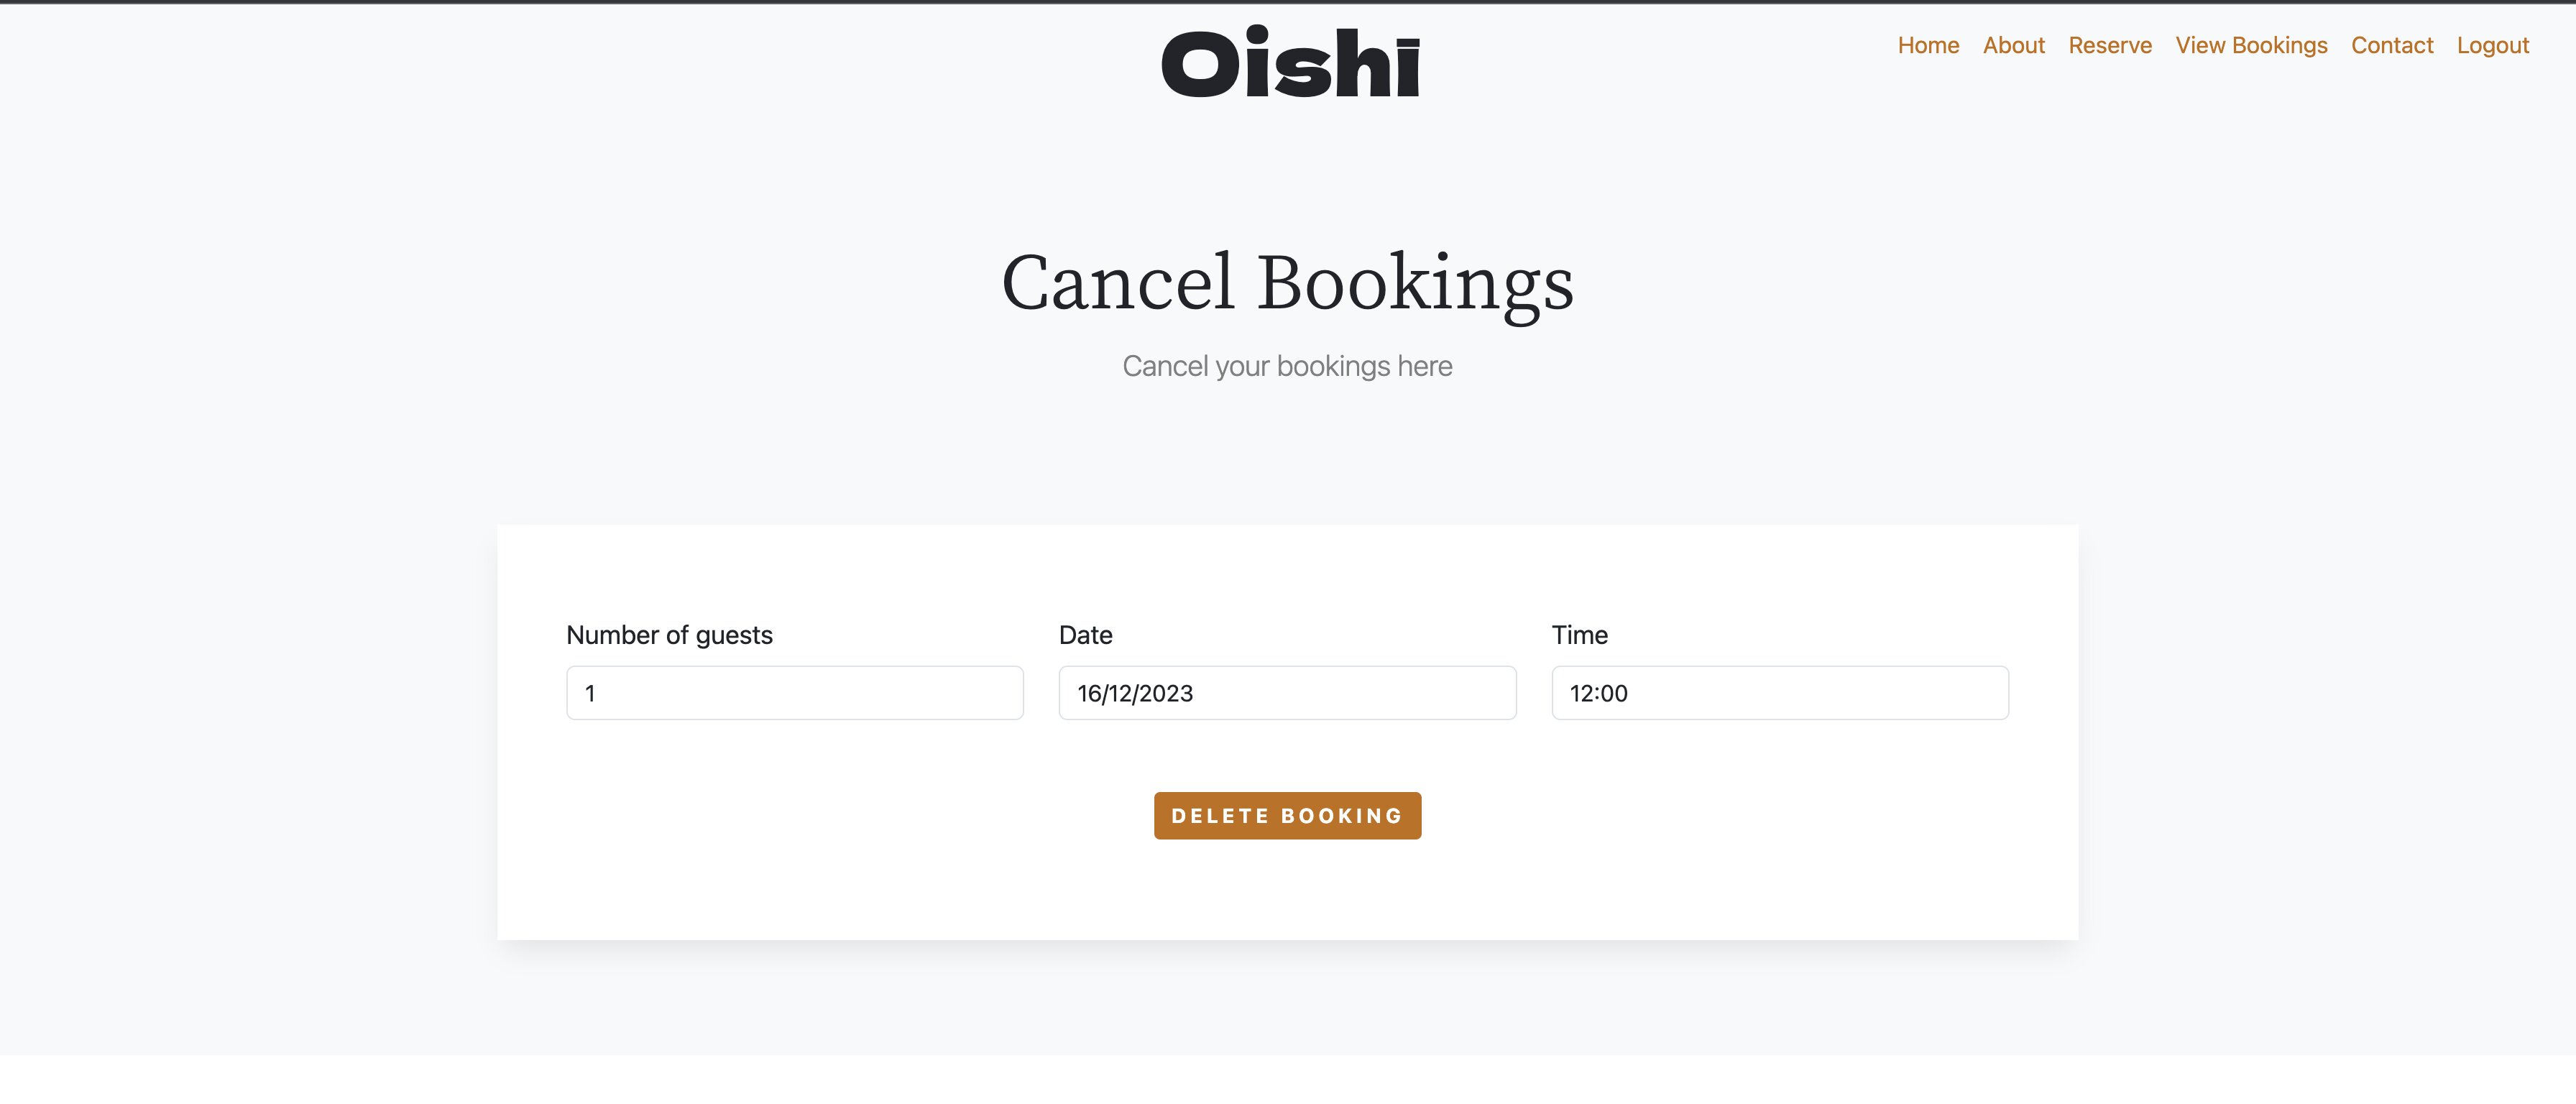 Oishī
Home About Reserve View Bookings Contact Logout
Cancel Bookings
Cancel your bookings here
Number of guests Date Time
1 16/12/2023 12:00
DELETE BOOKING